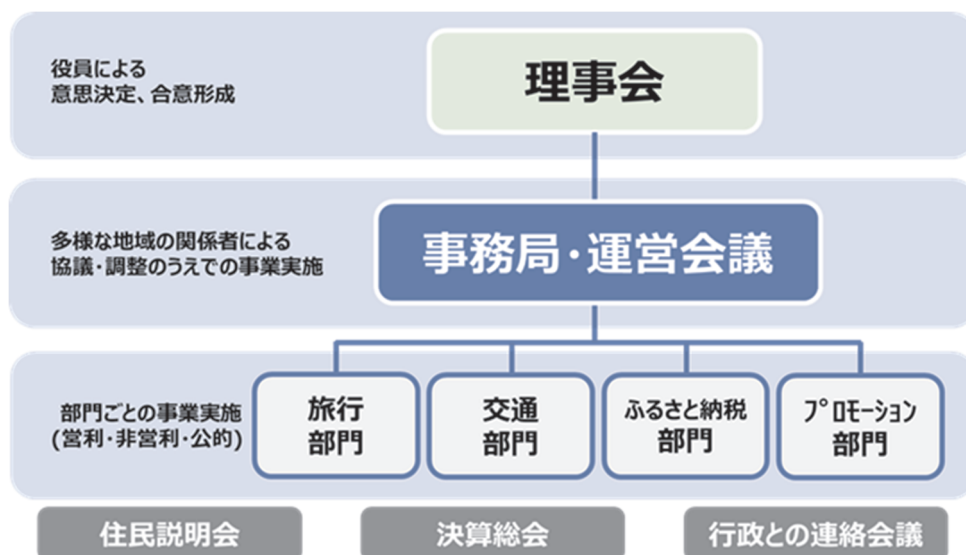 役員による
意思決定、合意形成
理事会
多様な地域の関係者による
協議・調整のうえでの事業実施
事務局・運営会議
部門ごとの事業実施
(営利・非営利・公的)
旅行
部門
交通
部門
ふるさと納税
部門
プロモーション
部門
住民説明会
決算総会
行政との連絡会議